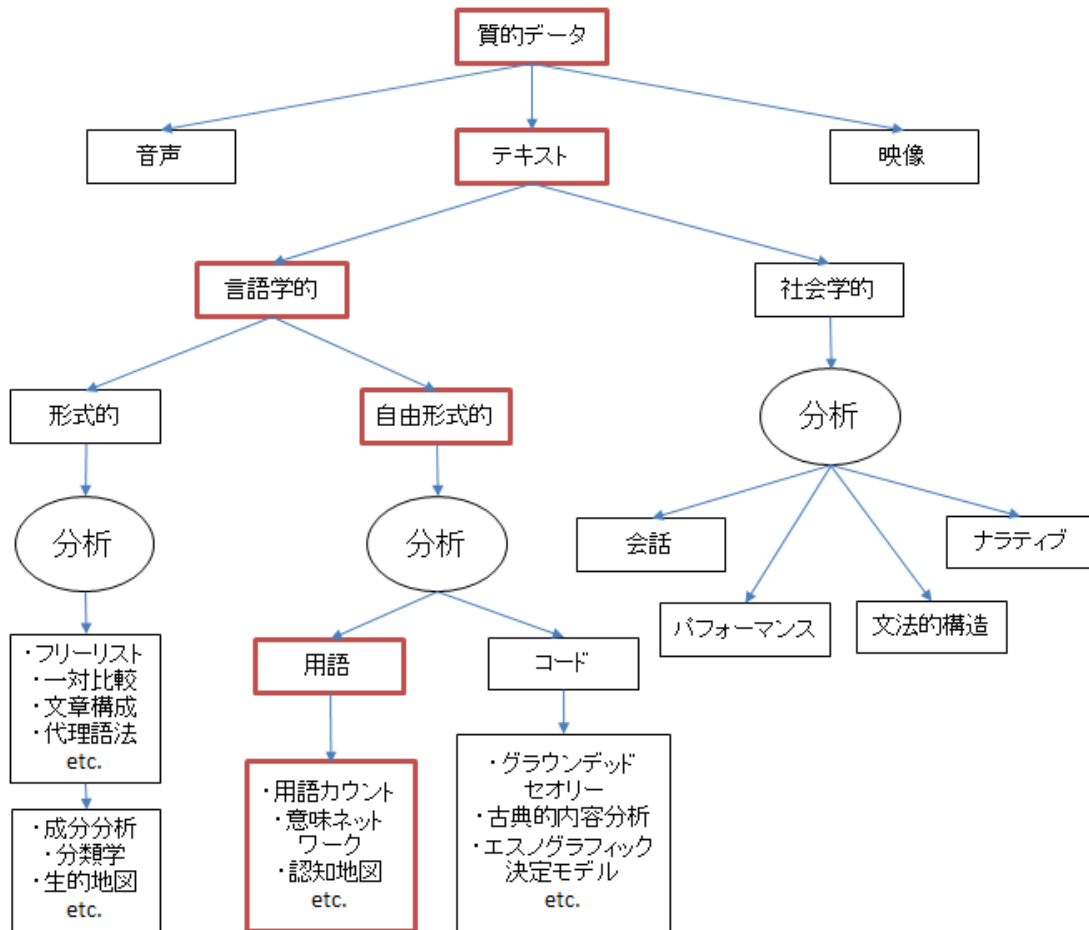 質的データ
音声
テキスト
映像
言語学的
社会学的
形式的
自由形式的
分析
分析
分析
会話
ナラティブ
パフォーマンス
文法的構造
・フリーリスト
・一対比較
・文章構成
・代理語法
etc.
用語
コード
・成分分析
・分類学
・生的地図
etc.
・用語カウント
・意味ネット
ワーク
・認知地図
etc.
・グラウンデッド
セオリー
・古典的内容分析
・エスノグラフィック
決定モデル
etc.